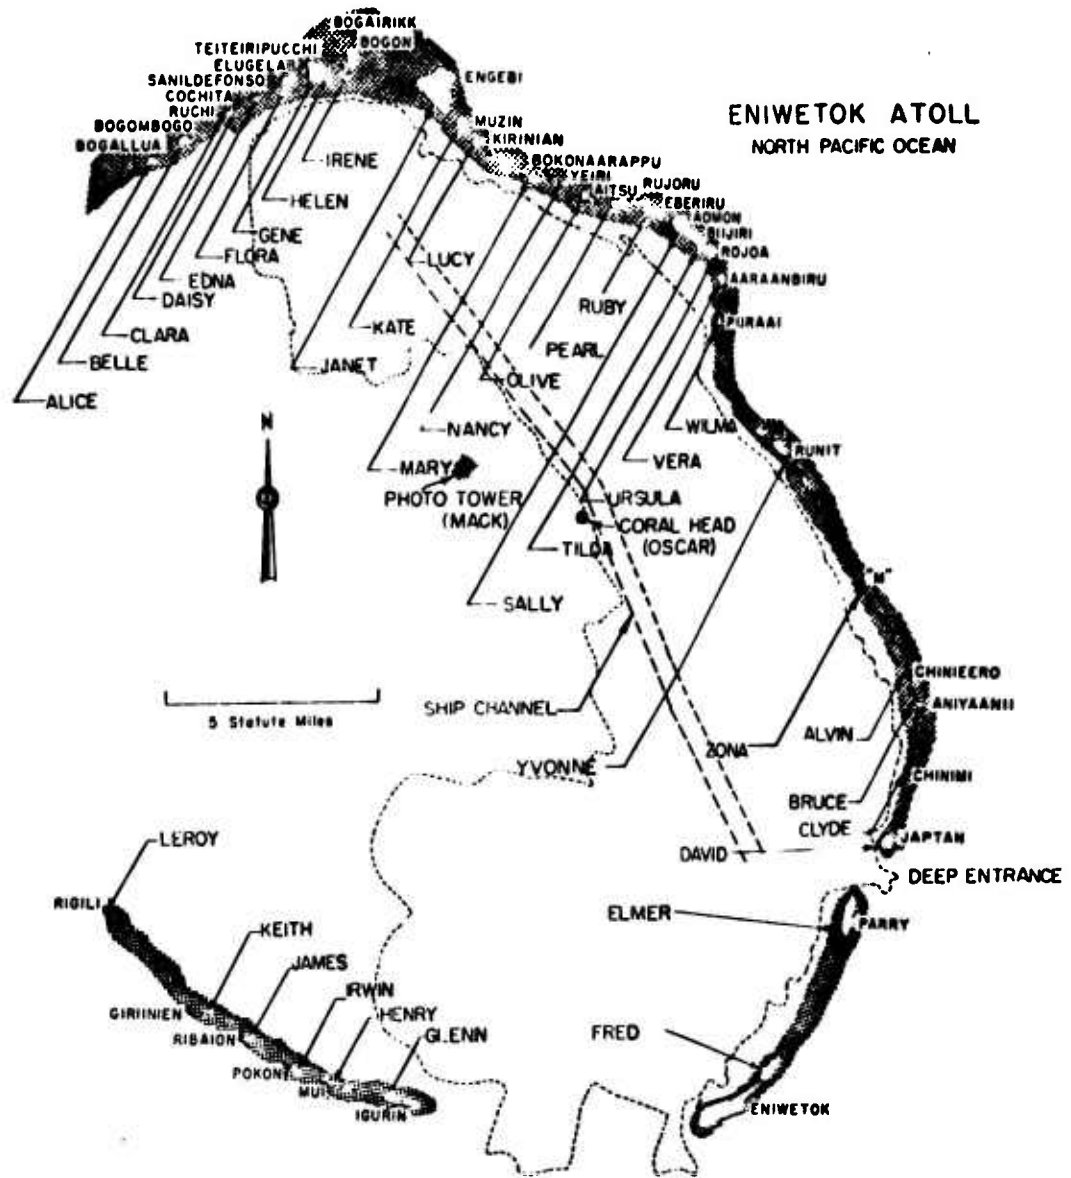 BOGAIRIKK
BOGON
TEITEIRIPUCCHI
ELUGELAB
SANILDEFONSO
COCHITA
RUCHI
BOGOMBOGO
BOGALLUA
ENGEBI
MUZIN
KIRINIAN
BOKONAARAPPU
YEIRI
AITSU
RUJORU
EBERIRU
AOMON
BIIJIRI
ROJOA
AARAANBIRU
PIIRAAI
RUNIT
"M"
CHINIEERO
ANIYAANII
CHINIMI
JAPTAN
DEEP ENTRANCE
PARRY
ENIWETOK
ENIWETOK ATOLL
NORTH PACIFIC OCEAN
IRENE
HELEN
GENE
FLORA
EDNA
DAISY
CLARA
BELLE
ALICE
LUCY
KATE
JANET
RUBY
PEARL
OLIVE
NANCY
MARY
WILMA
VERA
URSULA
TILDA
SALLY
N
PHOTO TOWER
(MACK)
CORAL HEAD
(OSCAR)
5 Statute Miles
SHIP CHANNEL
YVONNE
ZONA
ALVIN
BRUCE
CLYDE
DAVID
ELMER
FRED
LEROY
RIGILI
KEITH
JAMES
IRWIN
HENRY
GLENN
GIRIINIEN
RIBAION
POKON
MUI
IGURIN